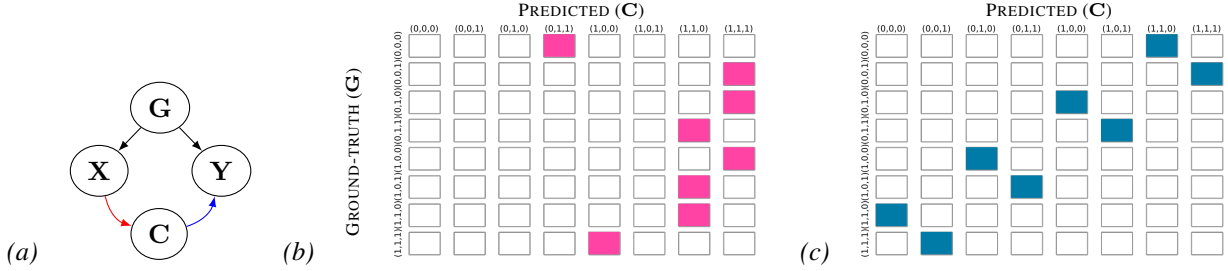 PREDICTED (C)
(0,0,0) (0,0,1) (0,1,0) (0,1,1) (1,0,0) (1,0,1) (1,1,0) (1,1,1)
GROUND-TRUTH (G)
(0,0,0)
(0,0,1)
(0,1,0)
(0,1,1)
(1,0,0)
(1,0,1)
(1,1,0)
(1,1,1)
PREDICTED (C)
(0,0,0) (0,0,1) (0,1,0) (0,1,1) (1,0,0) (1,0,1) (1,1,0) (1,1,1)
(0,0,0)
(0,0,1)
(0,1,0)
(0,1,1)
(1,0,0)
(1,0,1)
(1,1,0)
(1,1,1)
G
X Y
C
(a) (b) (c)